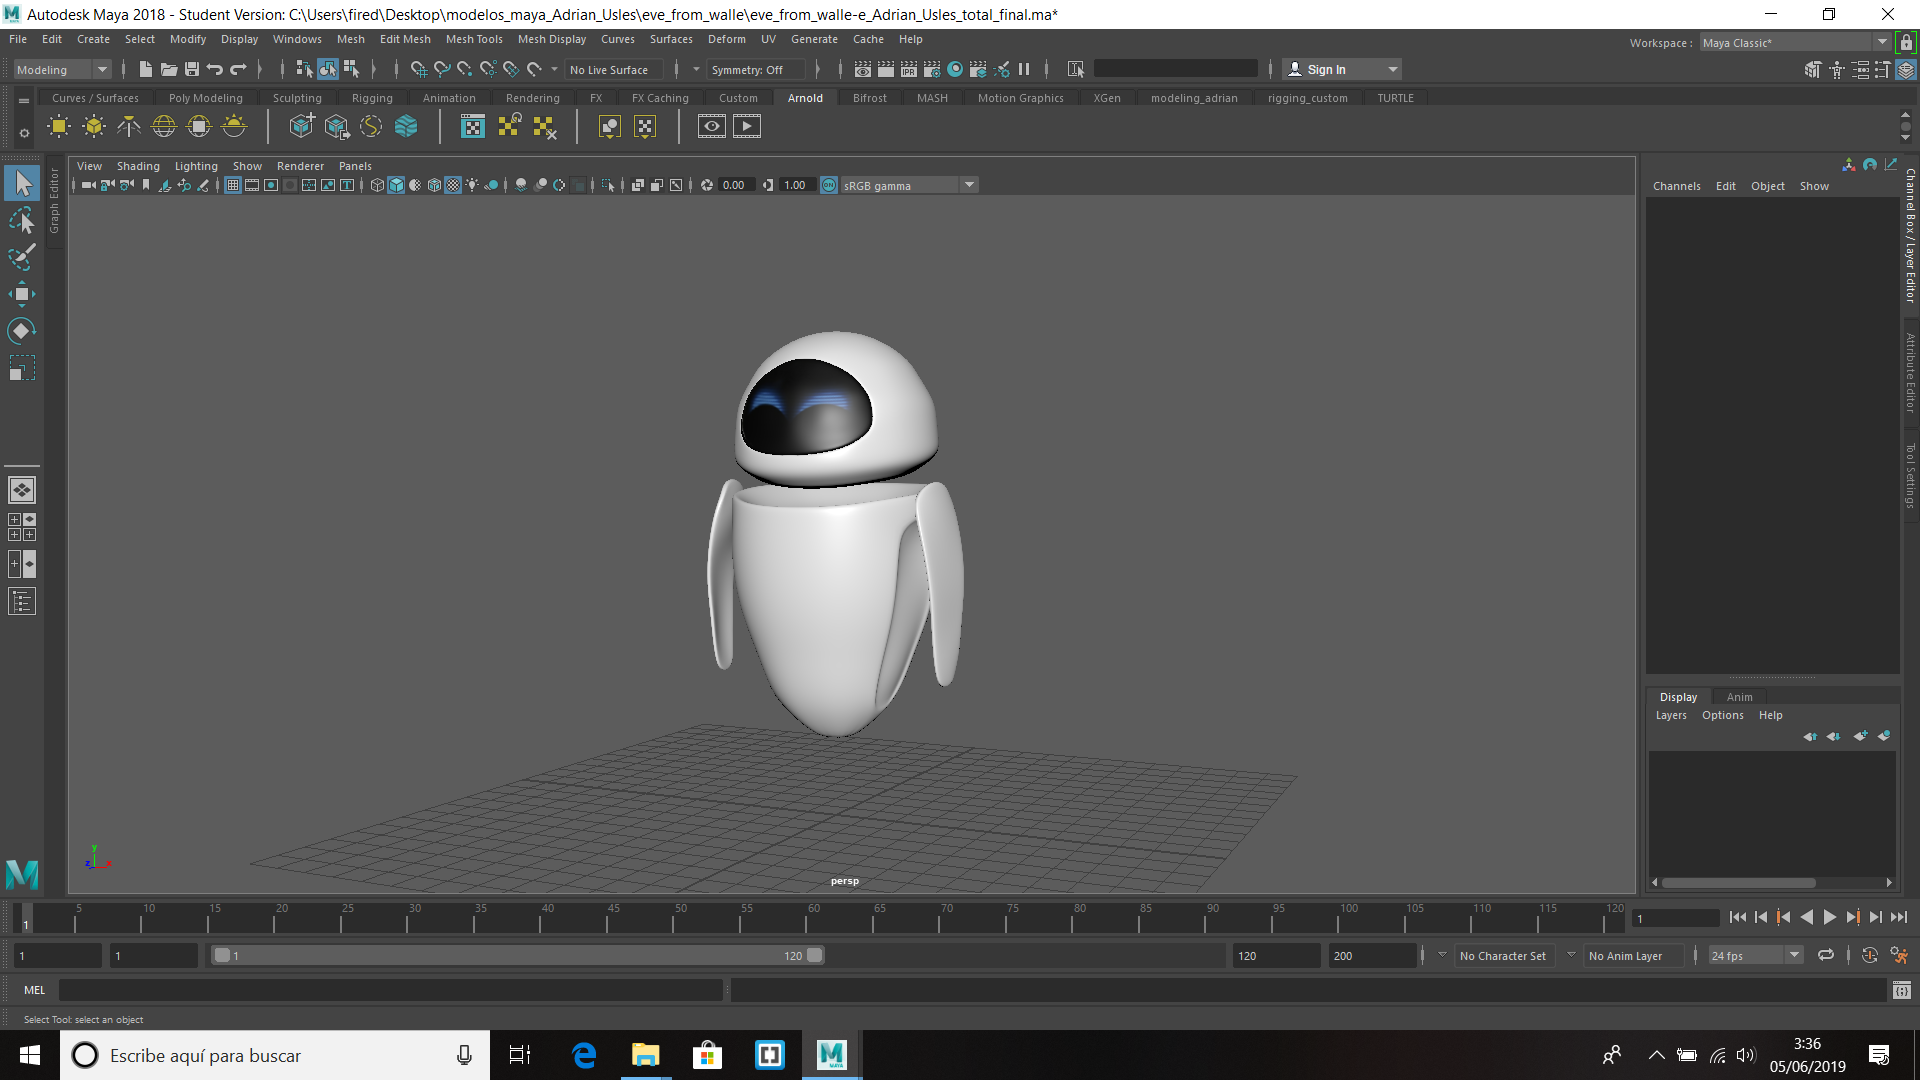 Autodesk Maya 2018 - Student Version: C:\Users\fired\Desktop\modelos_maya_Adrian_Usles\eve_from_walle\eve_from_walle-e_Adrian_Usles_total_final.ma*
File Edit Create Select Modify Display Windows Mesh Edit Mesh Mesh Tools Mesh Display Curves Surfaces Deform UV Generate Cache Help
Workspace : Maya Classic*
Modeling No Live Surface Symmetry: Off IPR Sign In
Curves / Surfaces Poly Modeling Sculpting Rigging Animation Rendering FX FX Caching Custom Arnold Bifrost MASH Motion Graphics XGen modeling_adrian rigging_custom TURTLE
View Shading Lighting Show Renderer Panels
0.00 1.00 ON sRGB gamma
Graph Editor
Channels Edit Object Show
Channel Box / Layer Editor
Attribute Editor
Tool Settings
Display Anim
Layers Options Help
y
z x
persp
5 10 15 20 25 30 35 40 45 50 55 60 65 70 75 80 85 90 95 100 105 110 115 120
1 1
1 1 1 120 120 200 No Character Set No Anim Layer 24 fps
MEL
Select Tool: select an object
Escribe aquí para buscar
MAYA
3:36
05/06/2019